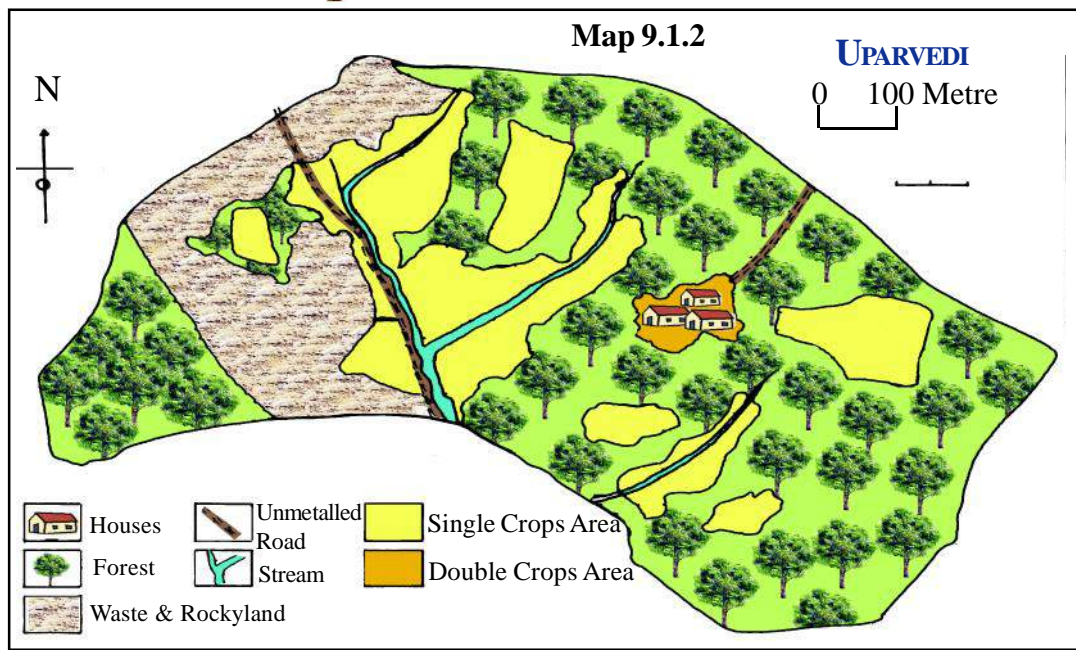 Map 9.1.2
UPARVEDI
0 100 Metre
N
Houses
Unmetalled
Road
Single Crops Area
Forest
Stream
Double Crops Area
Waste & Rockyland